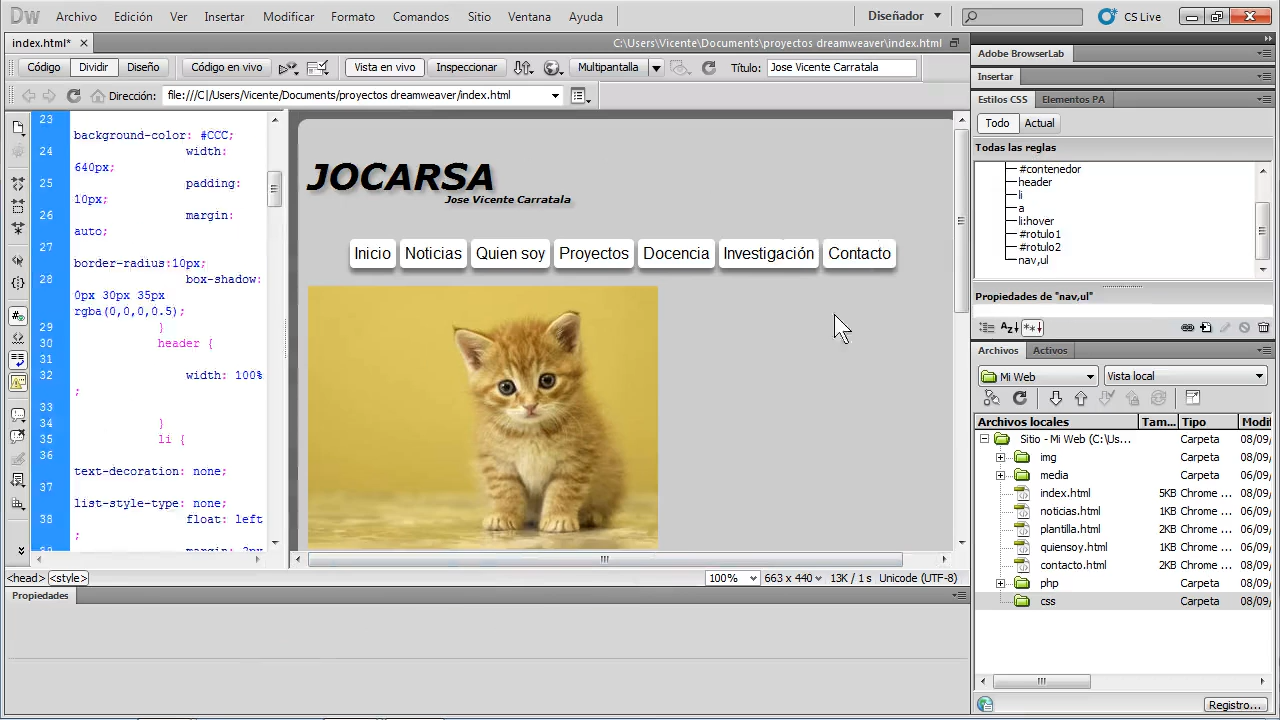 Dw Archivo Edición Ver Insertar Modificar Formato Comandos Sitio Ventana Ayuda Diseñador CS Live
index.html* C:\Users\Vicente\Documents\proyectos dreamweaver\index.html
Código Dividir Diseño Código en vivo Vista en vivo Inspeccionar Multipantalla Título: Jose Vicente Carratala
Dirección: file:///C|/Users/Vicente/Documents/proyectos dreamweaver/index.html
23
background-color: #CCC;
24 width:
640px;
25 padding:
10px;
26 margin:
auto;
27
border-radius:10px;
28 box-shadow:
0px 30px 35px
rgba(0,0,0,0.5);
29 }
30 header {
31
32 width: 100%
;
33
34 }
35 li {
36
text-decoration: none;
37
list-style-type: none;
38 float: left
;
JOCARSA
Jose Vicente Carratala
Inicio Noticias Quien soy Proyectos Docencia Investigación Contacto
<head> <style> 100% 663 x 440 13K / 1 s Unicode (UTF-8)
Propiedades
Adobe BrowserLab
Insertar
Estilos CSS Elementos PA
Todo Actual
Todas las reglas
#contenedor
header
li
a
li:hover
#rotulo1
#rotulo2
nav,ul
Propiedades de "nav,ul"
Archivos Activos
Mi Web Vista local
Archivos locales Tam... Tipo Modif
Sitio - Mi Web (C:\Us... Carpeta 08/09/
img Carpeta 08/09/
media Carpeta 06/09/
index.html 5KB Chrome ... 08/09/
noticias.html 1KB Chrome ... 06/09/
plantilla.html 2KB Chrome ... 08/09/
quiensoy.html 1KB Chrome ... 06/09/
contacto.html 2KB Chrome ... 08/09/
php Carpeta 08/09/
css Carpeta 08/09/
Registro...